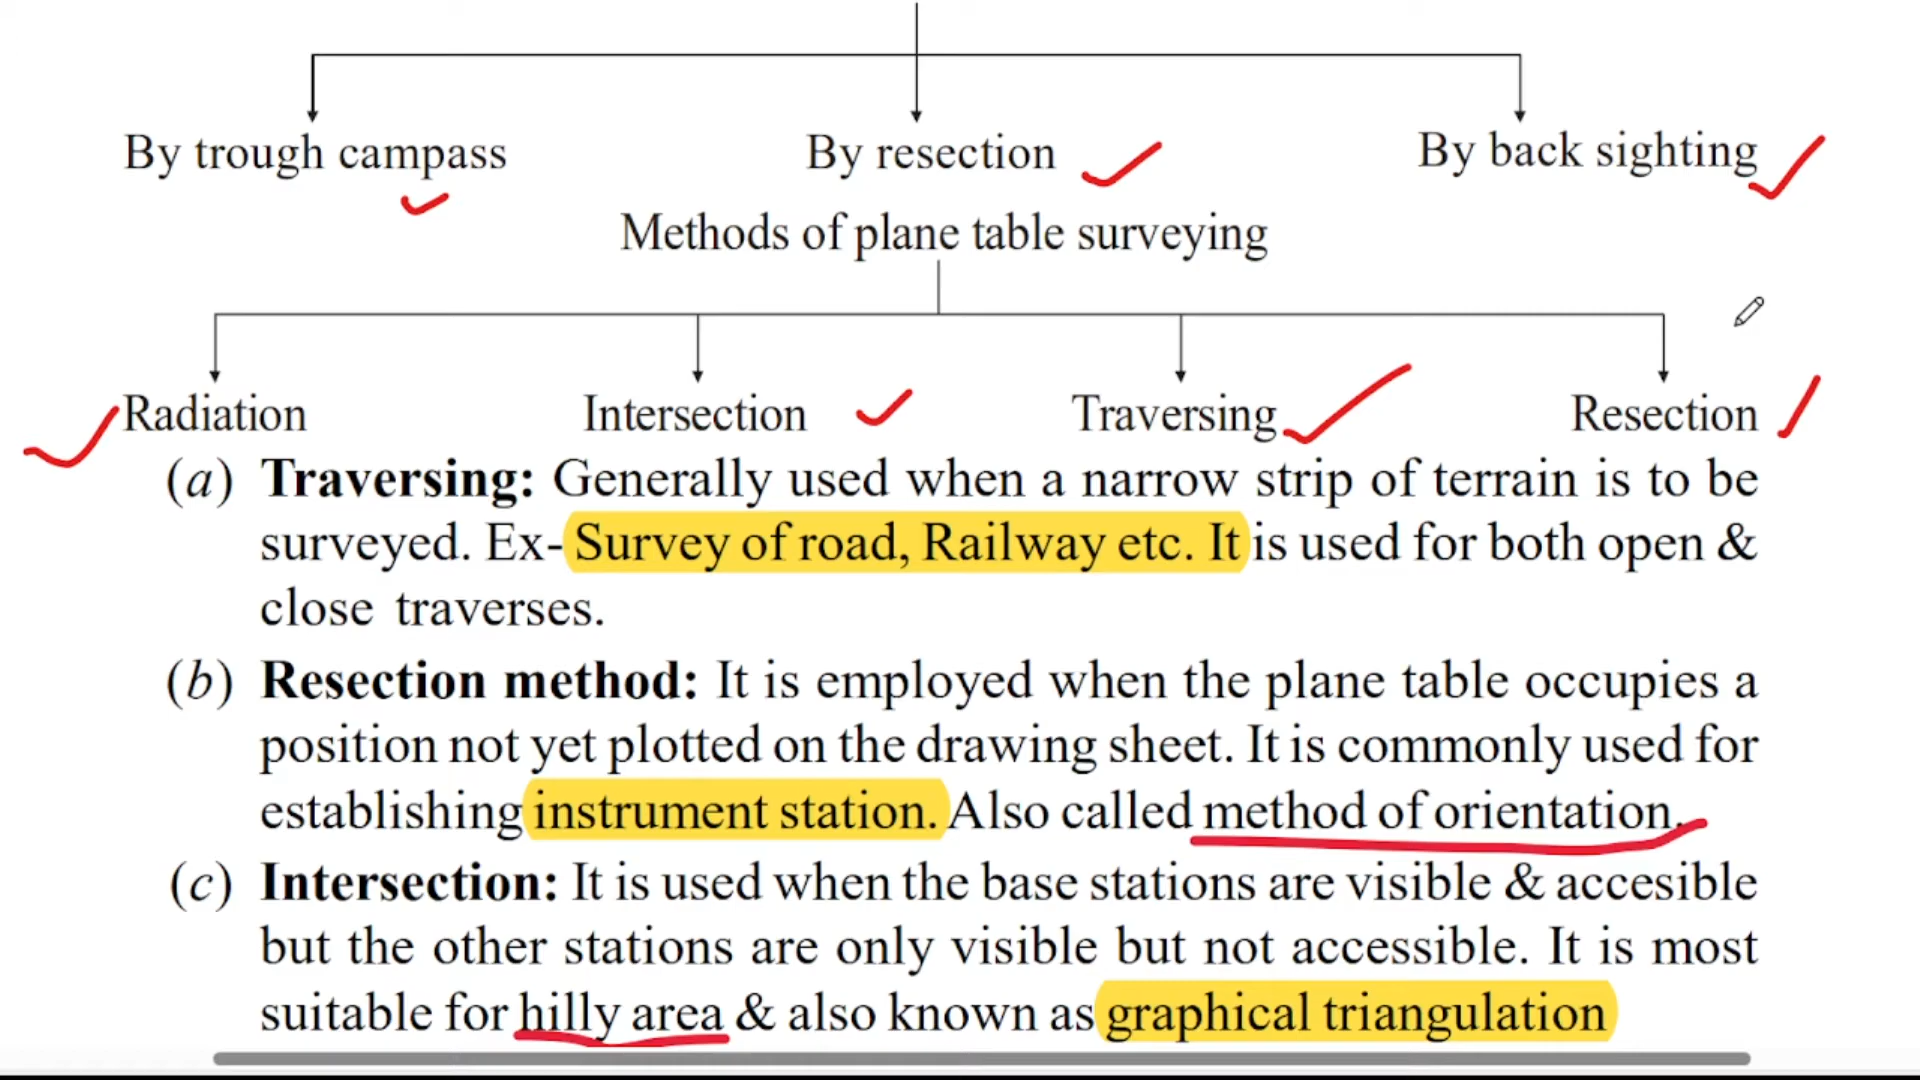 By trough campass By resection By back sighting
Methods of plane table surveying
Radiation Intersection Traversing Resection
(a) Traversing: Generally used when a narrow strip of terrain is to be
surveyed. Ex- Survey of road, Railway etc. It is used for both open &
close traverses.
(b) Resection method: It is employed when the plane table occupies a
position not yet plotted on the drawing sheet. It is commonly used for
establishing instrument station. Also called method of orientation.
(c) Intersection: It is used when the base stations are visible & accesible
but the other stations are only visible but not accessible. It is most
suitable for hilly area & also known as graphical triangulation